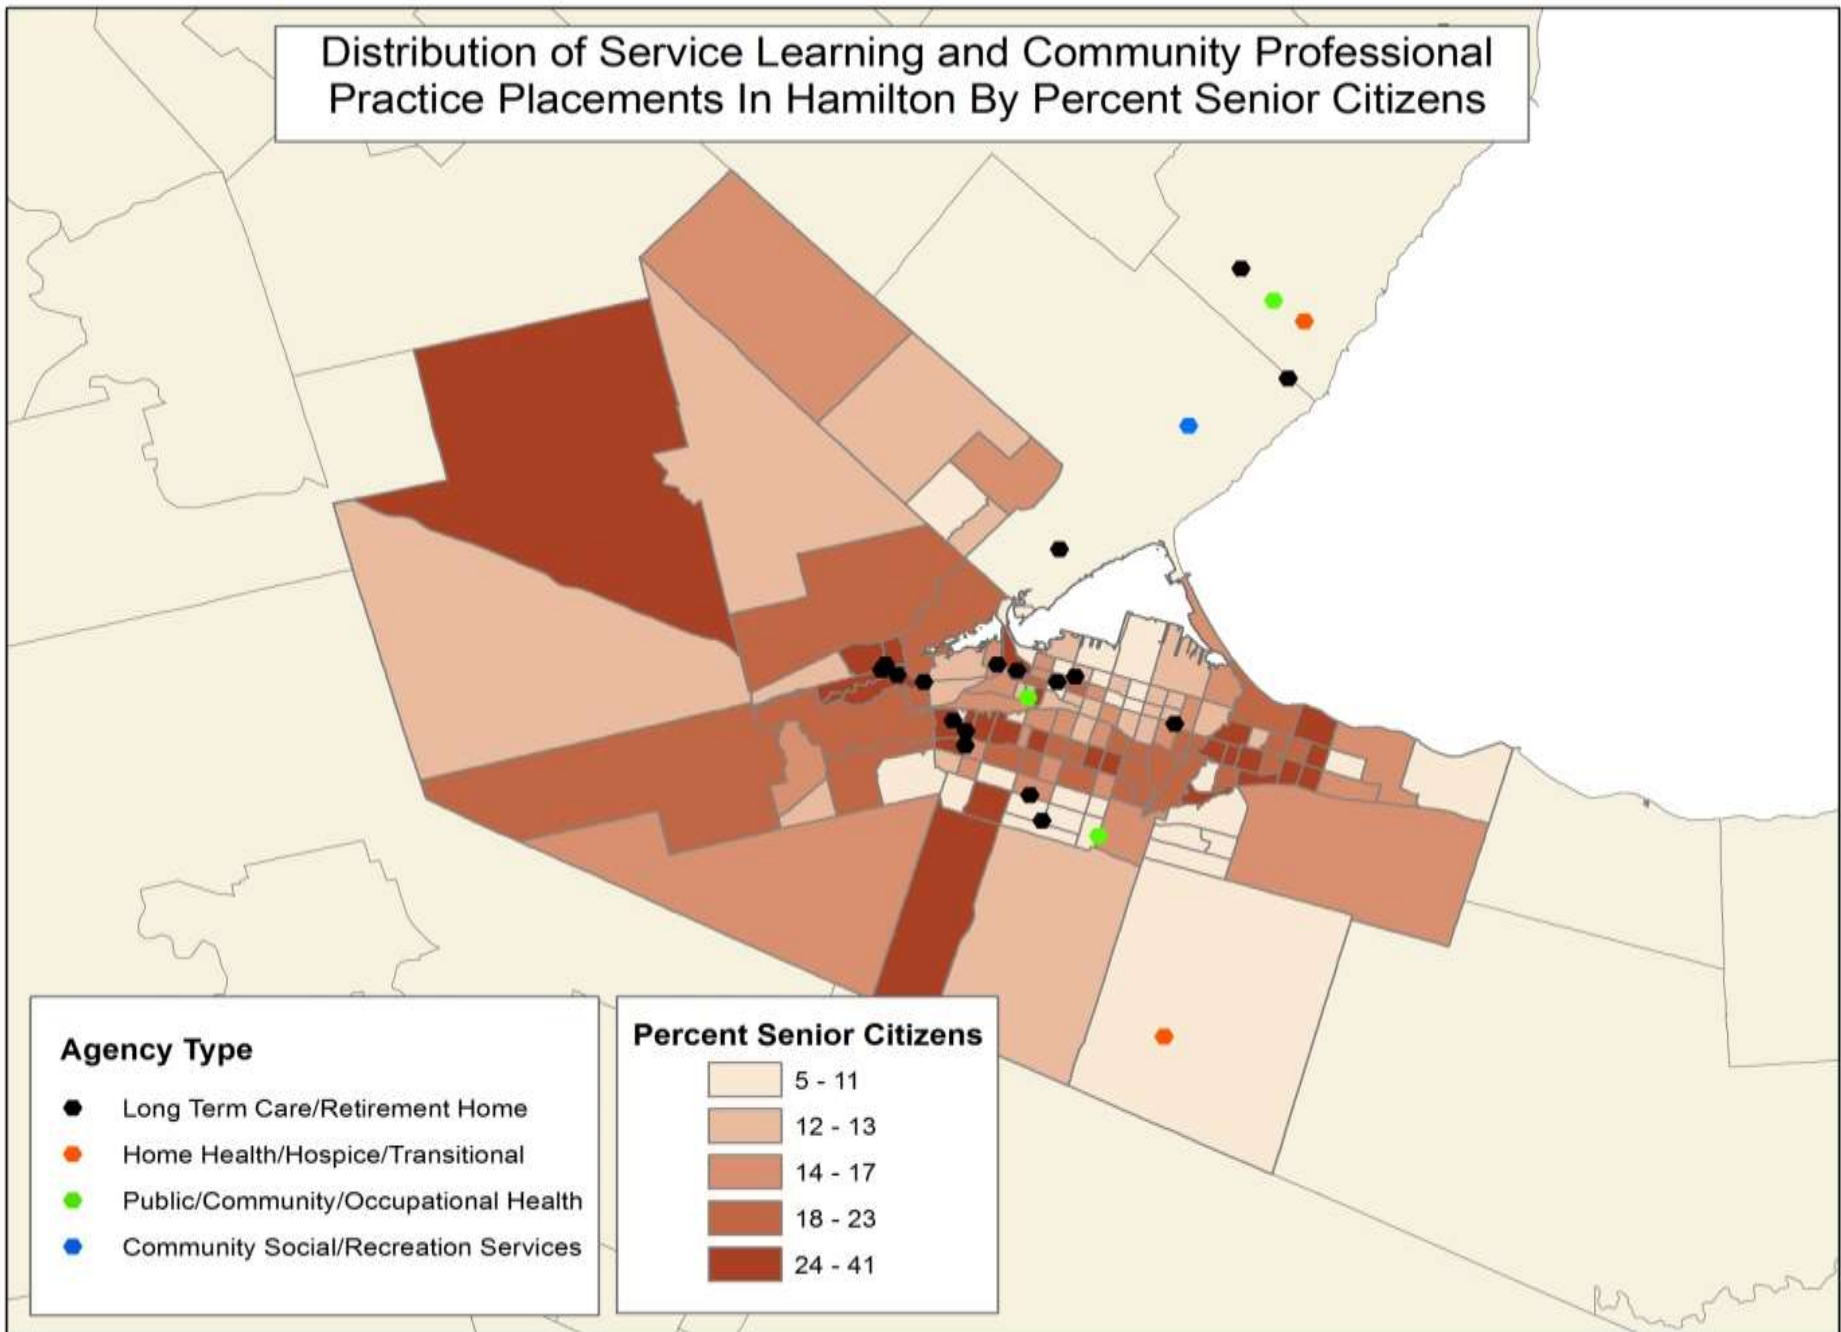 Distribution of Service Learning and Community Professional
Practice Placements In Hamilton By Percent Senior Citizens
Agency Type
Long Term Care/Retirement Home
Home Health/Hospice/Transitional
Public/Community/Occupational Health
Community Social/Recreation Services
Percent Senior Citizens
5 - 11
12 - 13
14 - 17
18 - 23
24 - 41